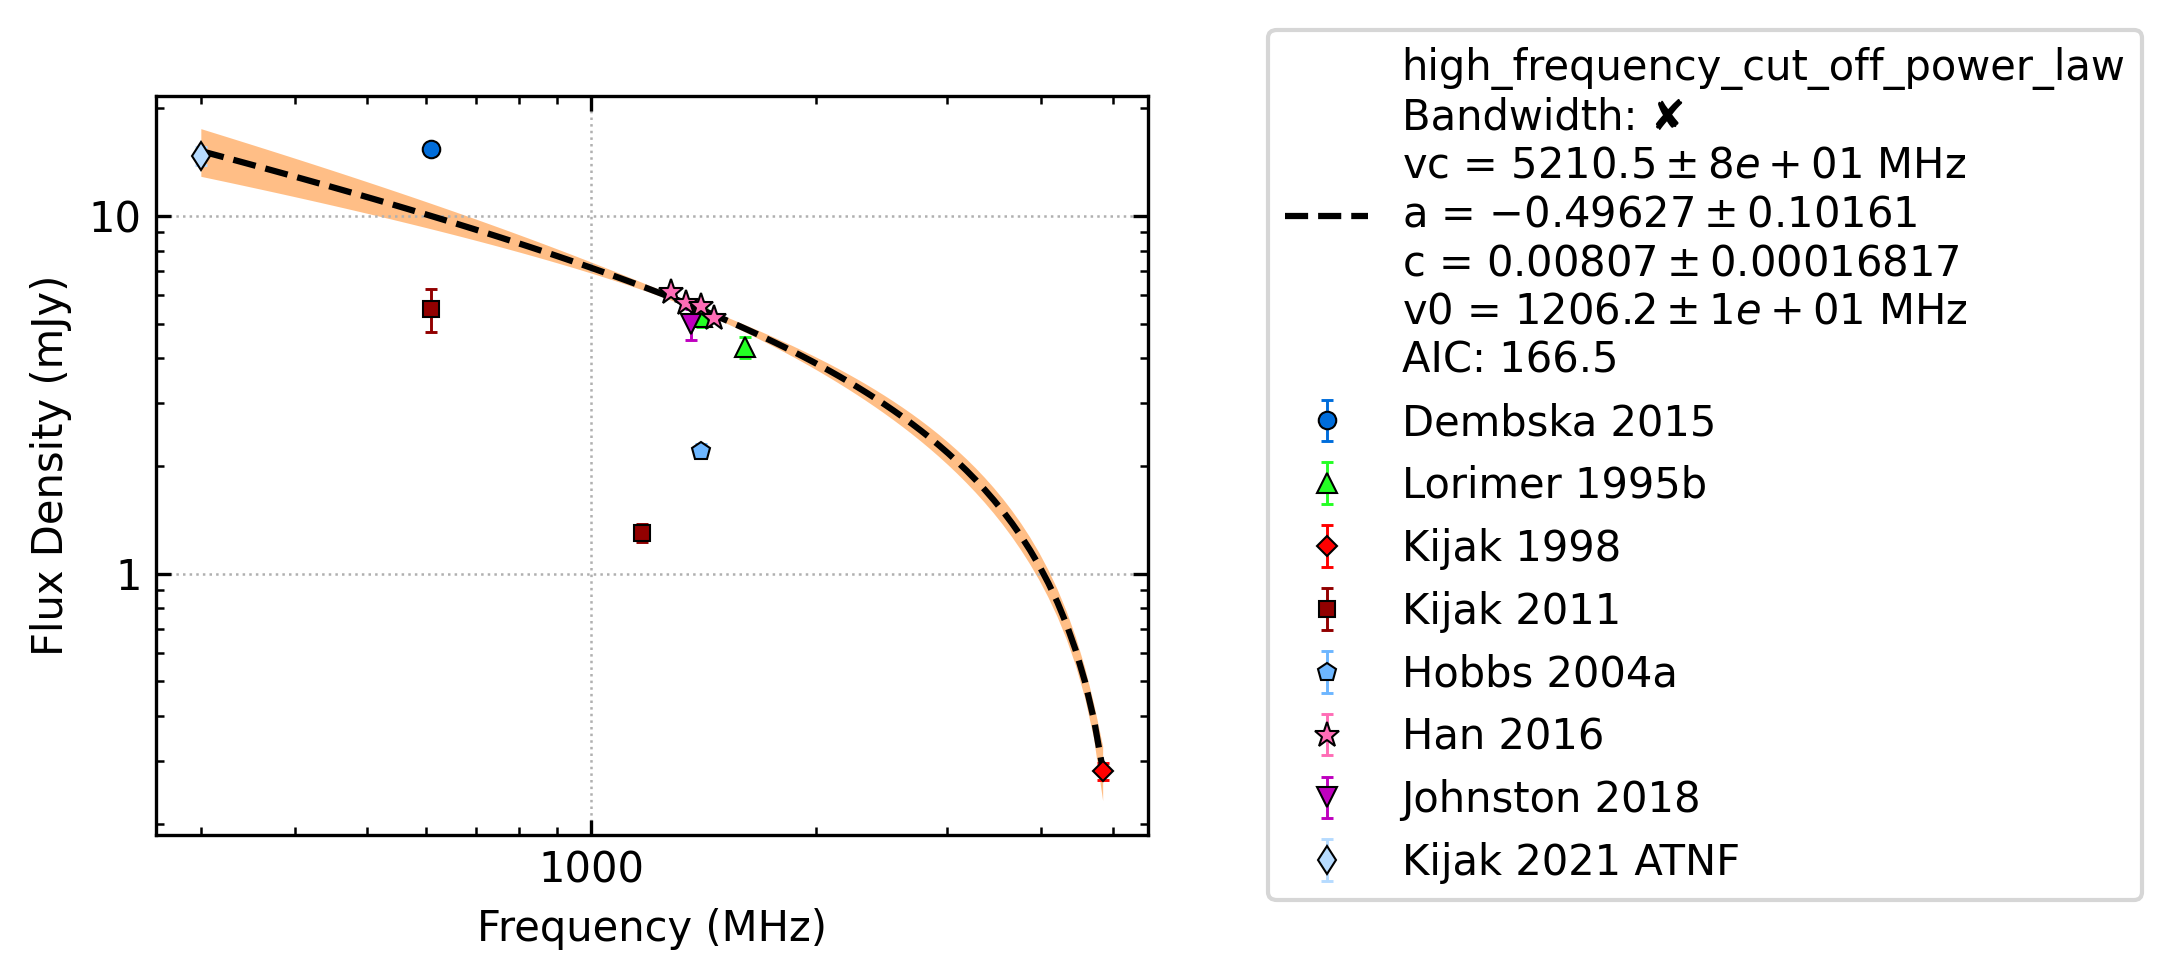 10
1
Flux Density (mJy)
1000
Frequency (MHz)
high_frequency_cut_off_power_law
Bandwidth: ✘
vc = 5210.5 ± 8e + 01 MHz
a = −0.49627 ± 0.10161
c = 0.00807 ± 0.00016817
v0 = 1206.2 ± 1e + 01 MHz
AIC: 166.5
Dembska 2015
Lorimer 1995b
Kijak 1998
Kijak 2011
Hobbs 2004a
Han 2016
Johnston 2018
Kijak 2021 ATNF